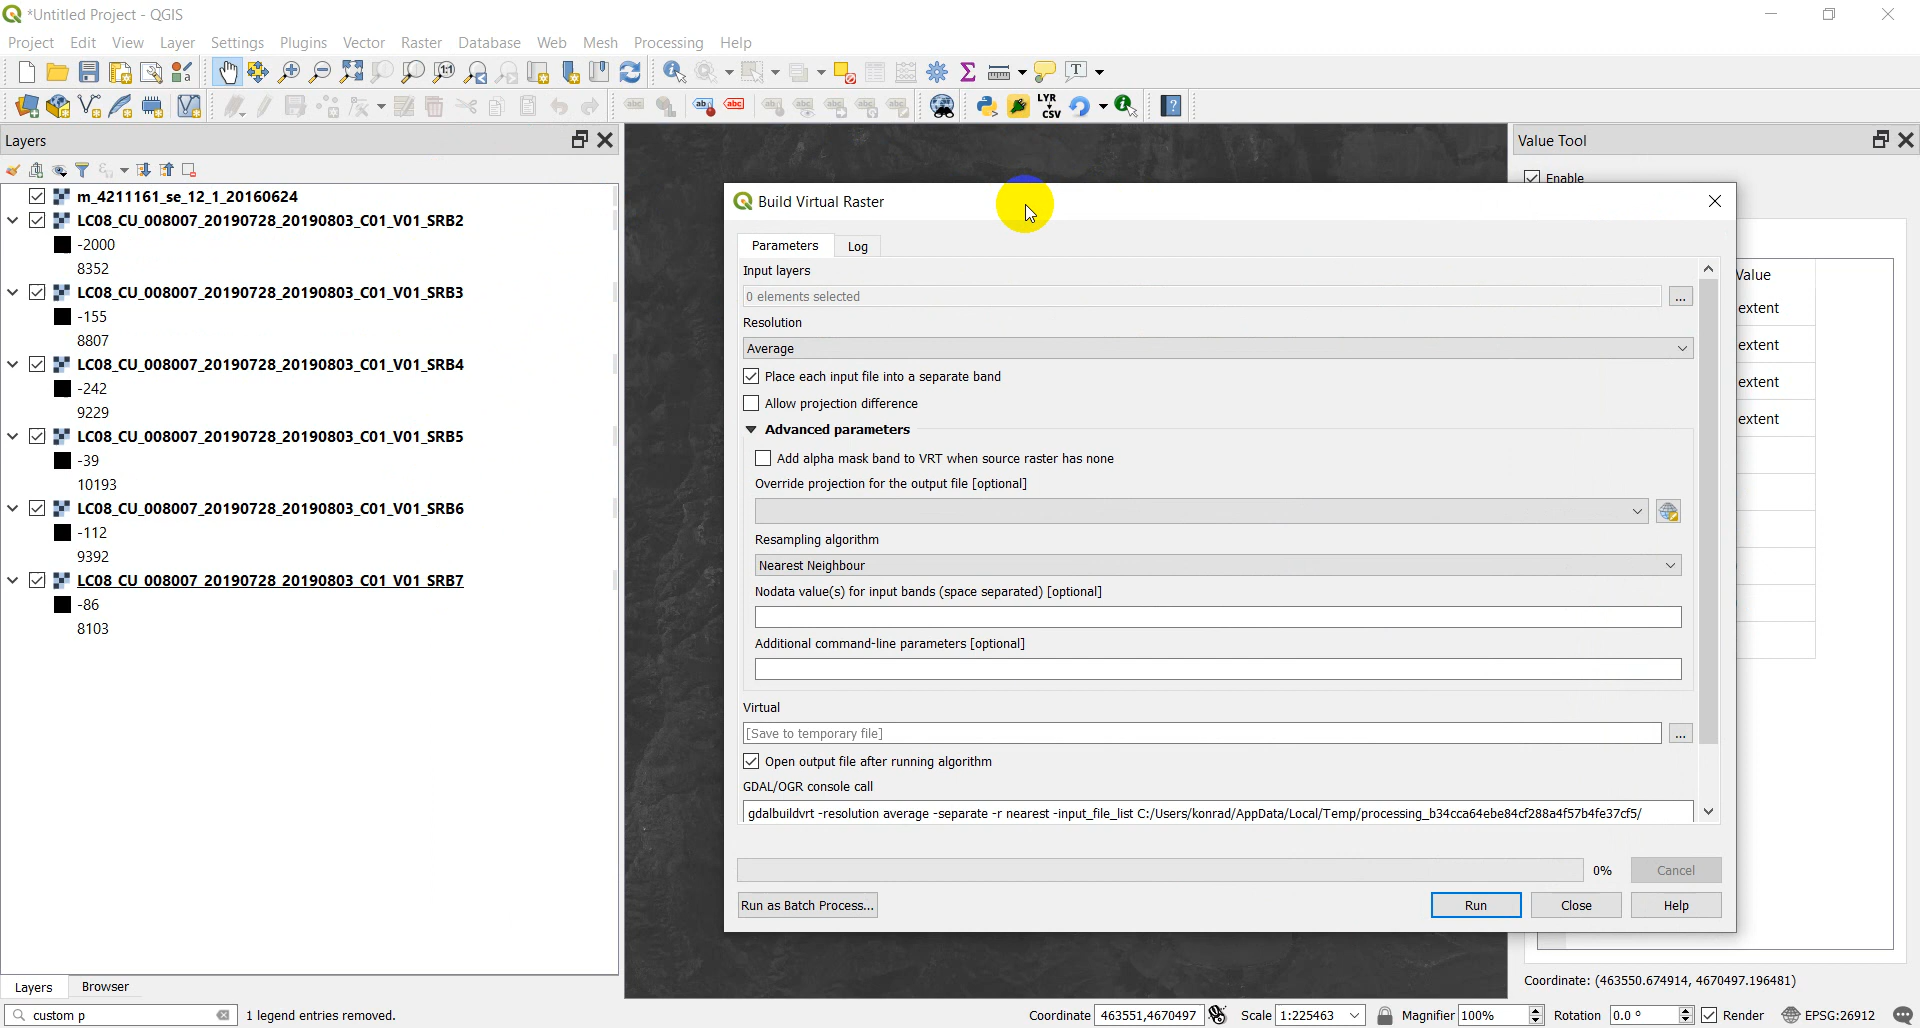 *Untitled Project - QGIS
Project Edit View Layer Settings Plugins Vector Raster Database Web Mesh Processing Help
Layers
m_4211161_se_12_1_20160624
LC08_CU_008007_20190728_20190803_C01_V01_SRB2
-2000
8352
LC08_CU_008007_20190728_20190803_C01_V01_SRB3
-155
8807
LC08_CU_008007_20190728_20190803_C01_V01_SRB4
-242
9229
LC08_CU_008007_20190728_20190803_C01_V01_SRB5
-39
10193
LC08_CU_008007_20190728_20190803_C01_V01_SRB6
-112
9392
LC08_CU_008007_20190728_20190803_C01_V01_SRB7
-86
8103
Layers Browser
Build Virtual Raster
Parameters Log
Input layers
0 elements selected
...
Resolution
Average
Place each input file into a separate band
Allow projection difference
Advanced parameters
Add alpha mask band to VRT when source raster has none
Override projection for the output file [optional]
Resampling algorithm
Nearest Neighbour
Nodata value(s) for input bands (space separated) [optional]
Additional command-line parameters [optional]
Virtual
[Save to temporary file]
...
Open output file after running algorithm
GDAL/OGR console call
gdalbuildvrt -resolution average -separate -r nearest -input_file_list C:/Users/konrad/AppData/Local/Temp/processing_b34cca64ebe84cf288a4f57b4fe37cf5/
0% Cancel
Run as Batch Process... Run Close Help
Value Tool
Enable
Value
extent
extent
extent
extent
Coordinate: (463550.674914, 4670497.196481)
custom p
1 legend entries removed.
Coordinate 463551,4670497 Scale 1:225463 Magnifier 100% Rotation 0.0 ° Render EPSG:26912